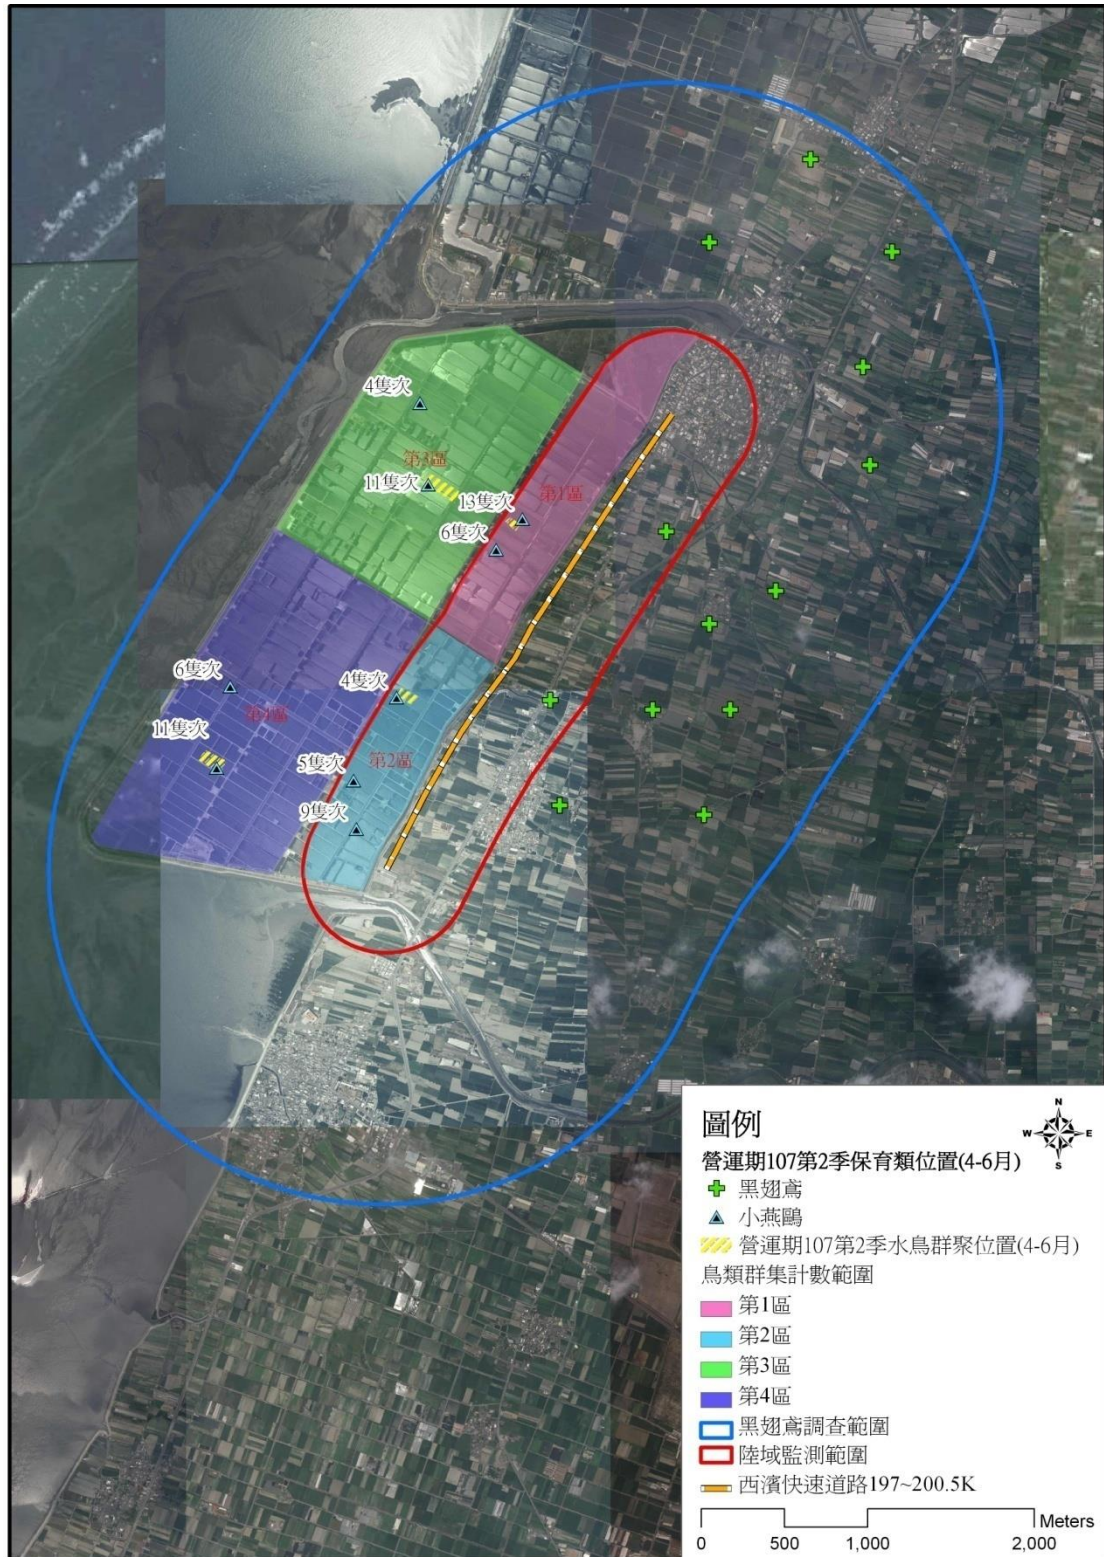 4隻次
第3區
11隻次
13隻次
第1區
6隻次
6隻次
4隻次
第4區
11隻次
第2區
5隻次
9隻次
圖例
N
W
E
S
營運期107第2季保育類位置(4-6月)
黑翅鳶
小燕鷗
營運期107第2季水鳥群聚位置(4-6月)
鳥類群集計數範圍
第1區
第2區
第3區
第4區
黑翅鳶調查範圍
陸域監測範圍
西濱快速道路197~200.5K
Meters
0 500 1,000 2,000